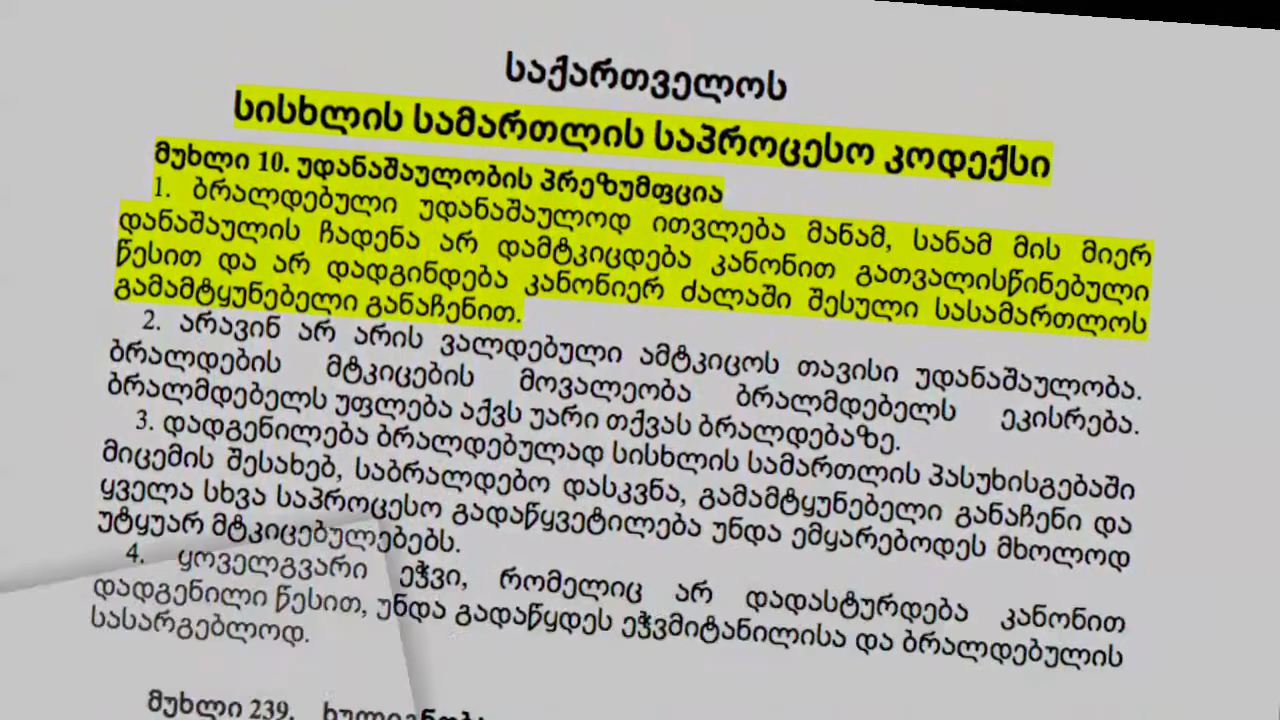 საქართველოს
სისხლის სამართლის საპროცესო კოდექსი
მუხლი 10. უდანაშაულობის პრეზუმფცია
1. ბრალდებული უდანაშაულოდ ითვლება მანამ, სანამ მის მიერ
დანაშაულის ჩადენა არ დამტკიცდება კანონით გათვალისწინებული
წესით და არ დადგინდება კანონიერ ძალაში შესული სასამართლოს
გამამტყუნებელი განაჩენით.
2. არავინ არ არის ვალდებული ამტკიცოს თავისი უდანაშაულობა.
ბრალდების მტკიცების მოვალეობა ბრალმდებელს ეკისრება.
ბრალმდებელს უფლება აქვს უარი თქვას ბრალდებაზე.
3. დადგენილება ბრალდებულად სისხლის სამართლის პასუხისგებაში
მიცემის შესახებ, საბრალდებო დასკვნა, გამამტყუნებელი განაჩენი და
ყველა სხვა საპროცესო გადაწყვეტილება უნდა ემყარებოდეს მხოლოდ
უტყუარ მტკიცებულებებს.
4. ყოველგვარი ეჭვი, რომელიც არ დადასტურდება კანონით
დადგენილი წესით, უნდა გადაწყდეს ეჭვმიტანილისა და ბრალდებულის
სასარგებლოდ.
მუხლი 239.